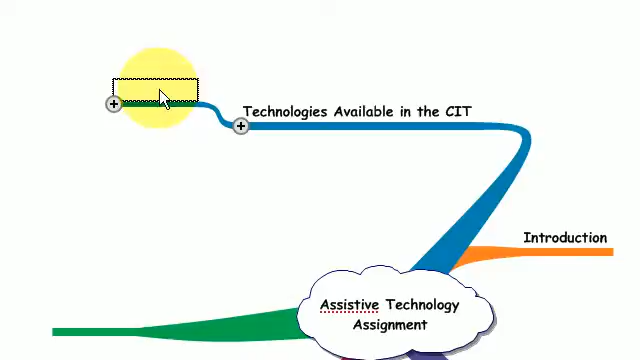 Technologies Available in the CIT
Introduction
Assistive Technology
Assignment